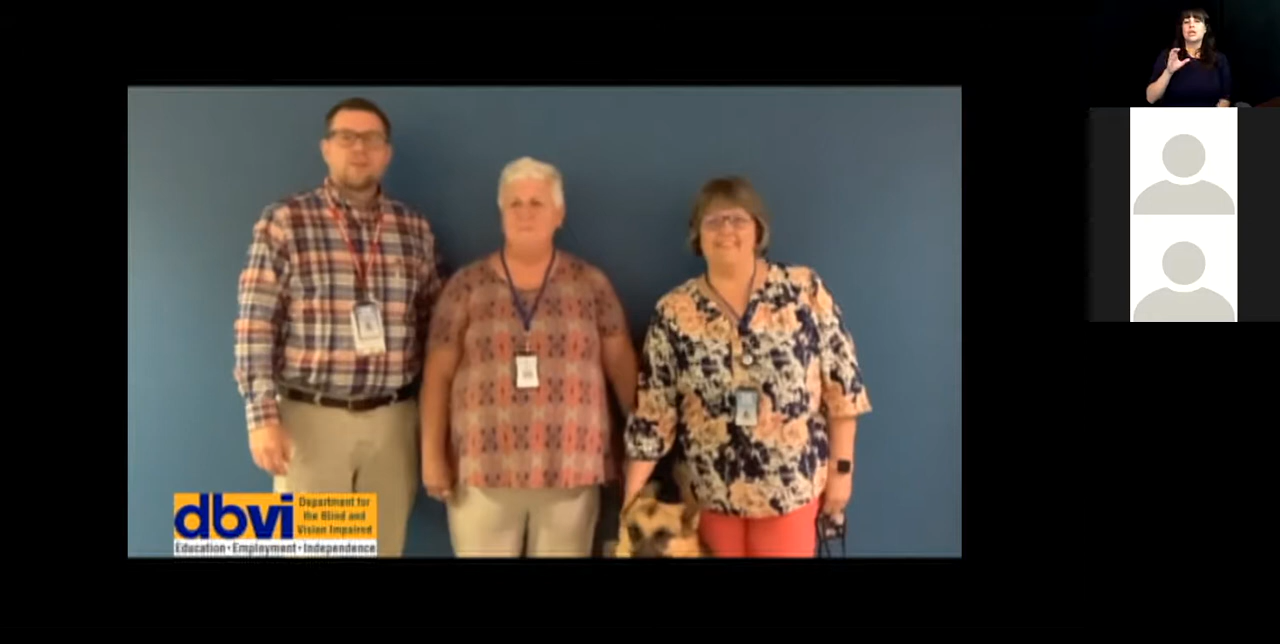 dbvi
Department for
the Blind and
Vision Impaired
Education • Employment • Independence